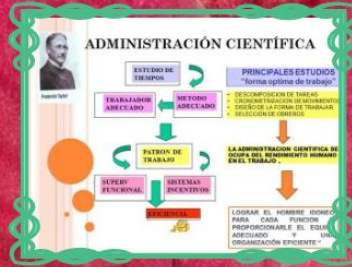 ADMINISTRACIÓN CIENTÍFICA
Frederick Taylor
ESTUDIO DE
TIEMPOS
TRABAJADOR
ADECUADO
METODO
ADECUADO
PATRON DE
TRABAJO
SUPERV
FUNCIONAL
SISTEMAS
INCENTIVOS
EFICIENCIA
PRINCIPALES ESTUDIOS
"forma optima de trabajo"
DESCOMPOSICION DE TAREAS
CRONOMETRIZACION DE MOVIMIENTOS
DISEÑO DE LA FORMA DE TRABAJAR
SELECCIÓN DE OBREROS
LA ADMINISTRACION CIENTIFICA SE
OCUPA DEL RENDIMIENTO HUMANO
EN EL TRABAJO .
LOGRAR EL HOMBRE IDONEO
PARA CADA FUNCION
PROPORCIONARLE EL EQUI
ADECUADO Y UN
ORGANIZACIÓN EFICIENTE "